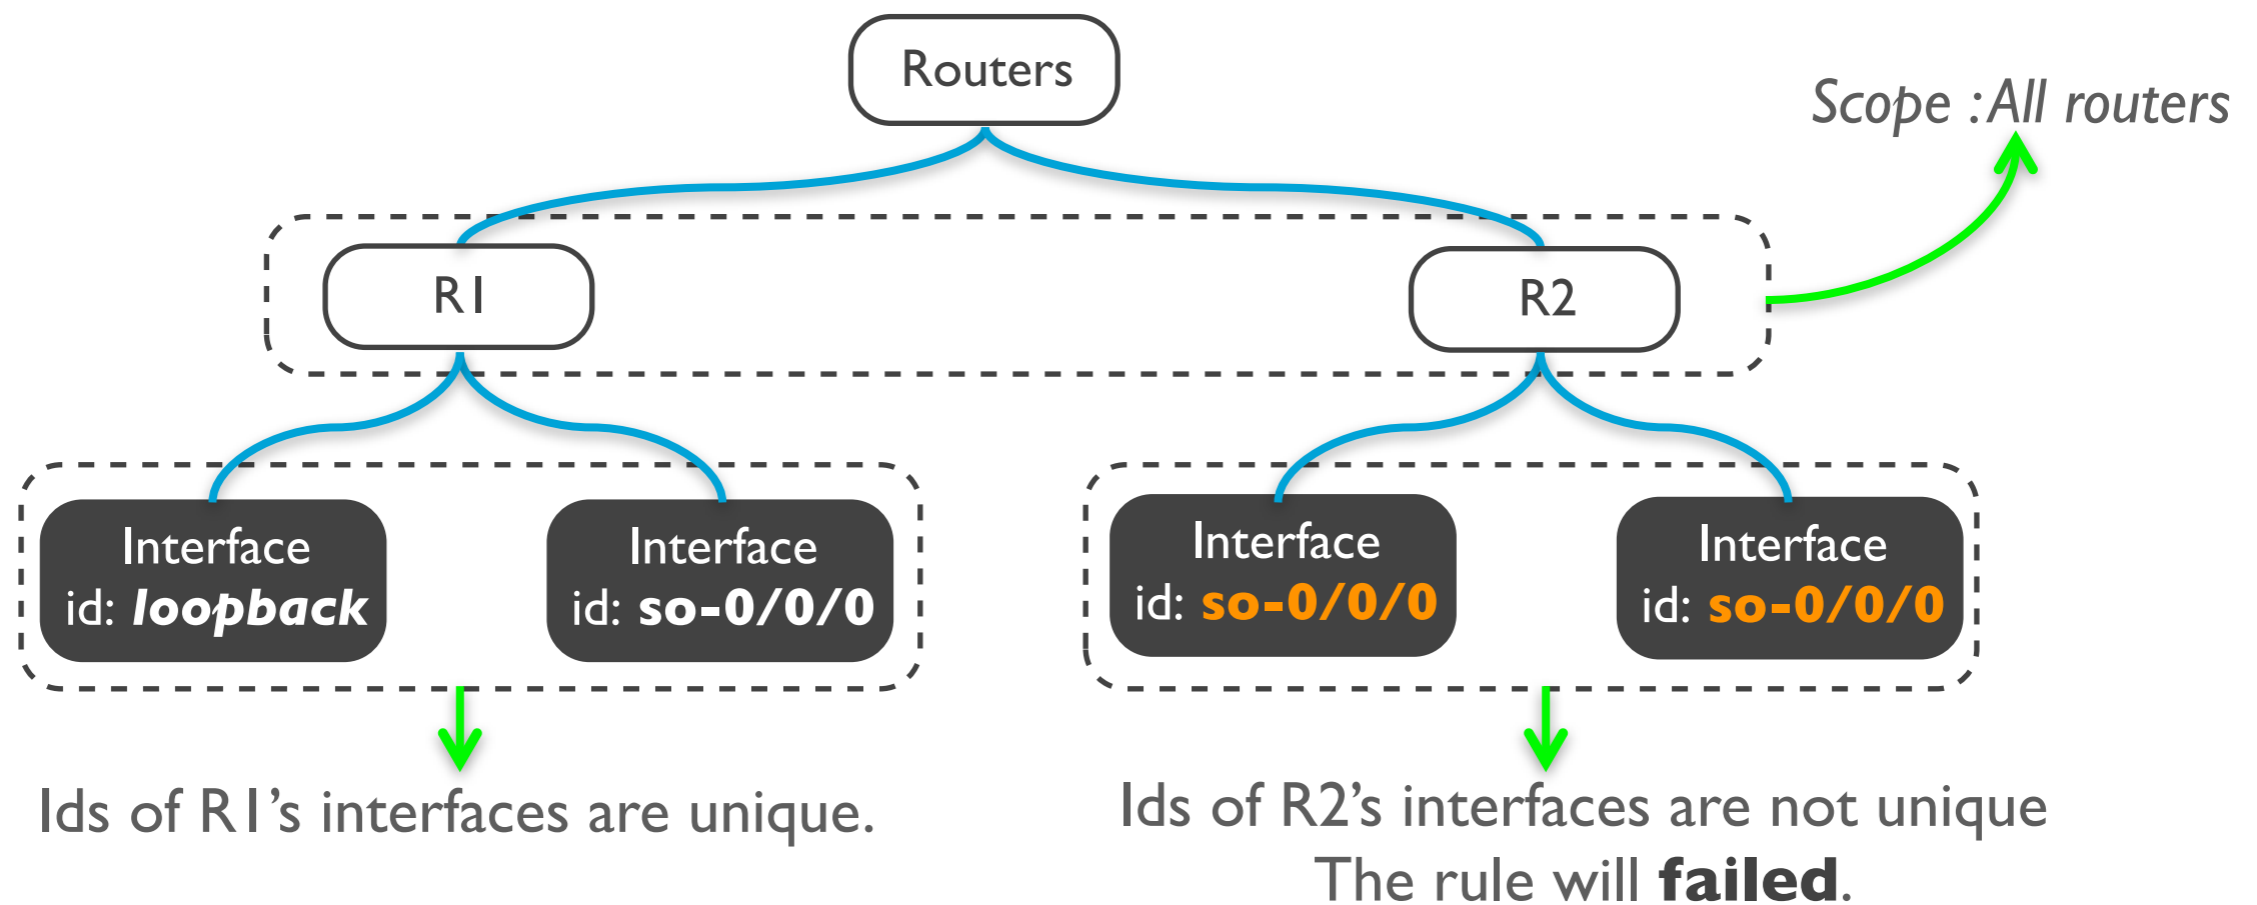 Routers
Scope : All routers
R1
R2
Interface
id: loopback
Interface
id: so-0/0/0
Interface
id: so-0/0/0
Interface
id: so-0/0/0
Ids of R1's interfaces are unique.
Ids of R2's interfaces are not unique
The rule will failed.